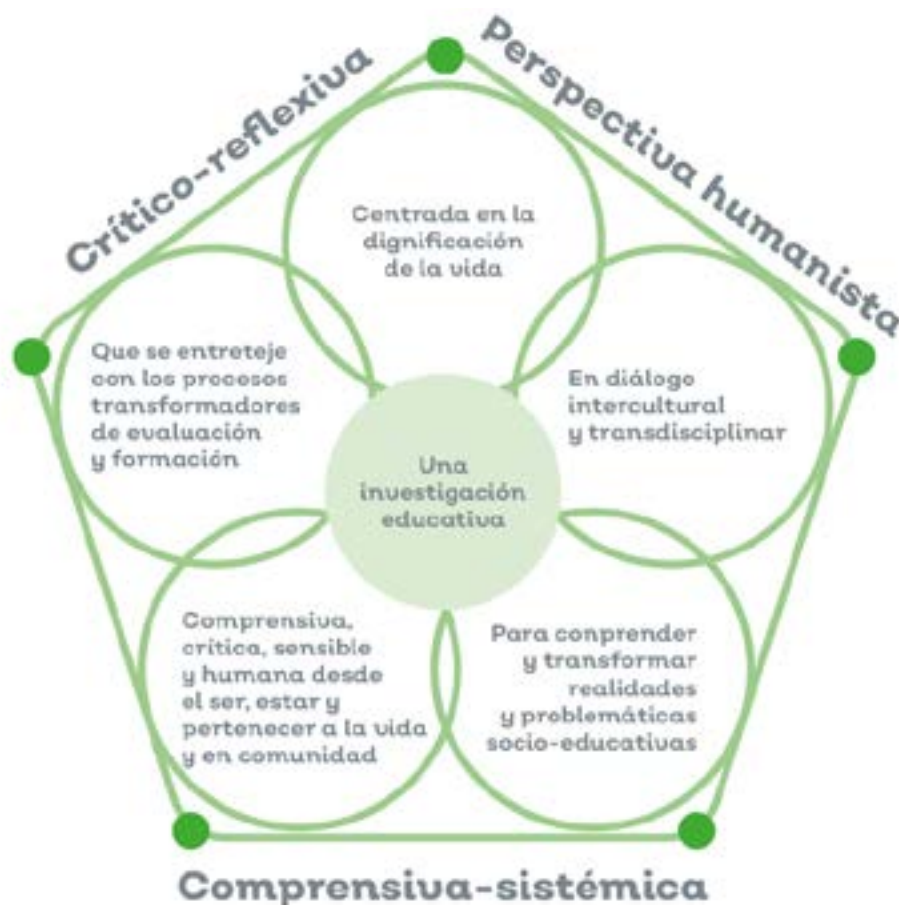 Crítico-reflexiva
Perspectiva humanista
Centrada en la
dignificación
de la vida
Que se entreteje
con los procesos
transformadores
de evaluación
y formación
En diálogo
intercultural
y transdisciplinar
Una
investigación
educativa
Comprensiva,
crítica, sensible
y humana desde
el ser, estar y
pertenecer a la vida
y en comunidad
Para conprender
y transformar
realidades
y problemáticas
socio-educativas
Comprensiva-sistémica